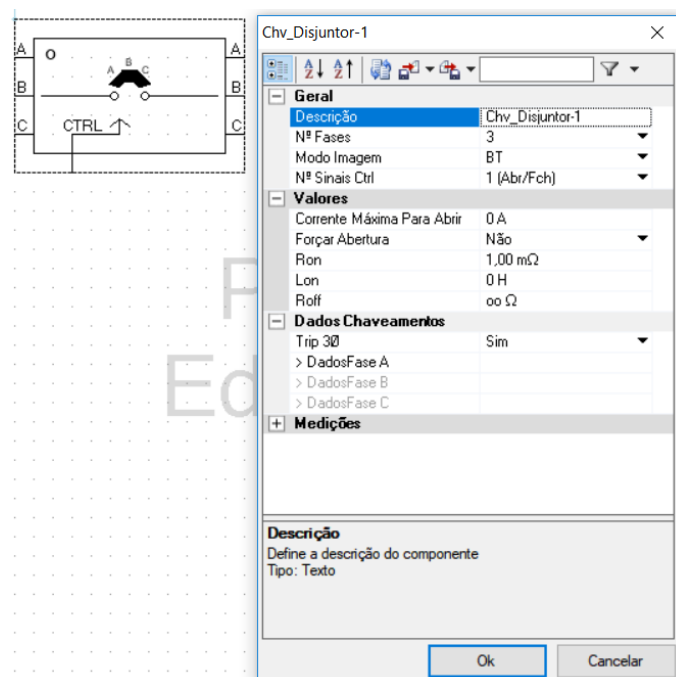 Chv_Disjuntor-1
A O A B C A
B B
C CTRL C
P
Ed
Geral
Descrição Chv_Disjuntor-1
Nº Fases 3
Modo Imagem BT
Nº Sinais Ctrl 1 (Abr/Fch)
Valores
Corrente Máxima Para Abrir 0 A
Forçar Abertura Não
Ron 1,00 mΩ
Lon 0 H
Roff oo Ω
Dados Chaveamentos
Trip 3Ø Sim
> DadosFase A
> DadosFase B
> DadosFase C
Medições
Descrição
Define a descrição do componente
Tipo: Texto
Ok Cancelar